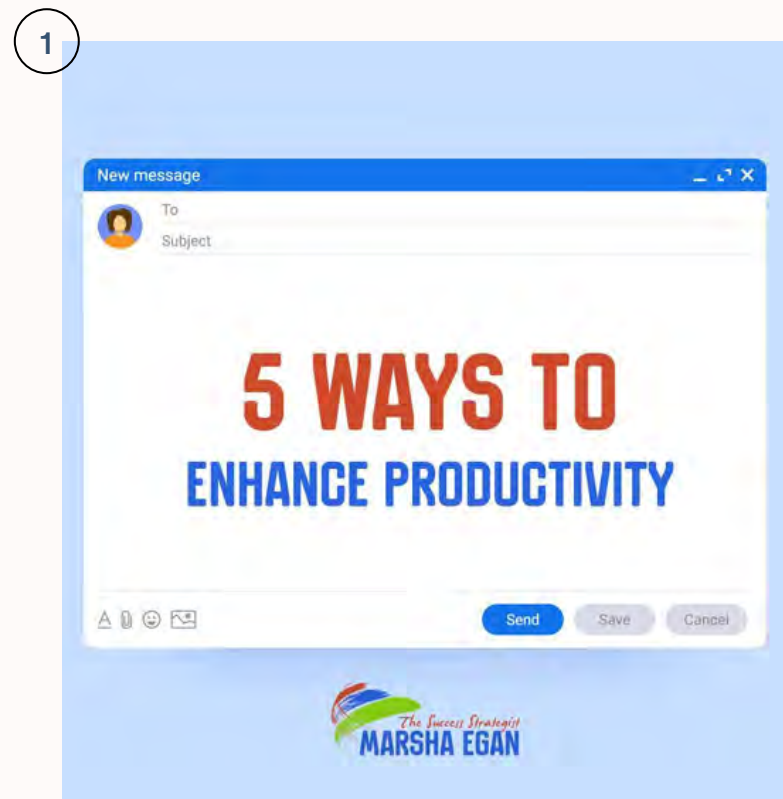 1
New message
To
Subject
5 WAYS TO
ENHANCE PRODUCTIVITY
A
Send Save Cancel
The Success Strategist
MARSHA EGAN